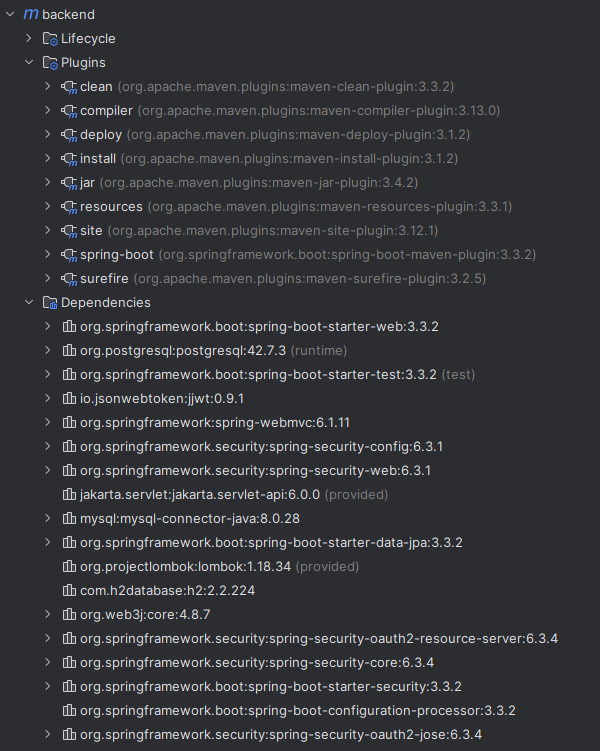 backend
Lifecycle
Plugins
clean (org.apache.maven.plugins:maven-clean-plugin:3.3.2)
compiler (org.apache.maven.plugins:maven-compiler-plugin:3.13.0)
deploy (org.apache.maven.plugins:maven-deploy-plugin:3.1.2)
install (org.apache.maven.plugins:maven-install-plugin:3.1.2)
jar (org.apache.maven.plugins:maven-jar-plugin:3.4.2)
resources (org.apache.maven.plugins:maven-resources-plugin:3.3.1)
site (org.apache.maven.plugins:maven-site-plugin:3.12.1)
spring-boot (org.springframework.boot:spring-boot-maven-plugin:3.3.2)
surefire (org.apache.maven.plugins:maven-surefire-plugin:3.2.5)
Dependencies
org.springframework.boot:spring-boot-starter-web:3.3.2
org.postgresql:postgresql:42.7.3 (runtime)
org.springframework.boot:spring-boot-starter-test:3.3.2 (test)
io.jsonwebtoken:jjwt:0.9.1
org.springframework:spring-webmvc:6.1.11
org.springframework.security:spring-security-config:6.3.1
org.springframework.security:spring-security-web:6.3.1
jakarta.servlet:jakarta.servlet-api:6.0.0 (provided)
mysql:mysql-connector-java:8.0.28
org.springframework.boot:spring-boot-starter-data-jpa:3.3.2
org.projectlombok:lombok:1.18.34 (provided)
com.h2database:h2:2.2.224
org.web3j:core:4.8.7
org.springframework.security:spring-security-oauth2-resource-server:6.3.4
org.springframework.security:spring-security-core:6.3.4
org.springframework.boot:spring-boot-starter-security:3.3.2
org.springframework.boot:spring-boot-configuration-processor:3.3.2
org.springframework.security:spring-security-oauth2-jose:6.3.4